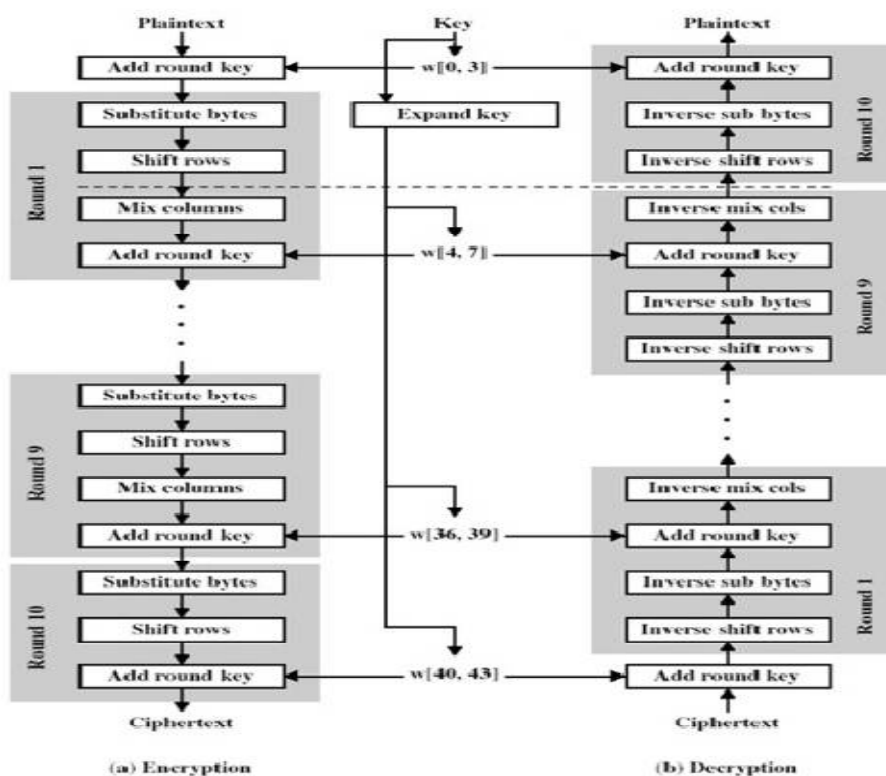 Plaintext
Key
Plaintext
Add round key
w[0, 3]
Add round key
Substitute bytes
Expand key
Inverse sub bytes
Round 10
Shift rows
Inverse shift rows
Round 1
Mix columns
Inverse mix cols
Add round key
w[4, 7]
Add round key
Inverse sub bytes
Round 9
Inverse shift rows
Substitute bytes
Shift rows
Round 9
Mix columns
Inverse mix cols
Add round key
w[36, 39]
Add round key
Substitute bytes
Inverse sub bytes
Round 1
Round 10
Shift rows
Inverse shift rows
Add round key
w[40, 43]
Add round key
Ciphertext
Ciphertext
(a) Encryption
(b) Decryption